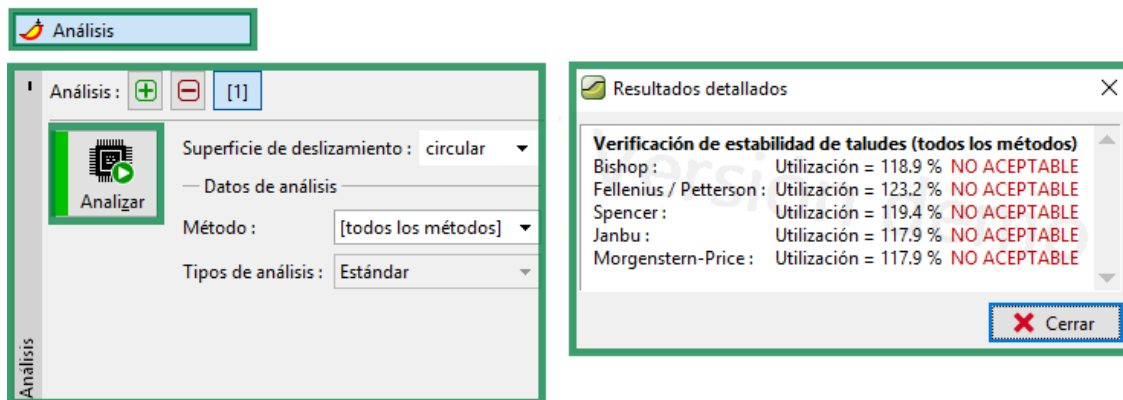 Análisis
Análisis :
[1]
Analizar
Superficie de deslizamiento : circular
Datos de análisis
Método : [todos los métodos]
Tipos de análisis : Estándar
Análisis
Resultados detallados
Verificación de estabilidad de taludes (todos los métodos)
Bishop : Utilización = 118.9 % NO ACEPTABLE
Fellenius / Petterson : Utilización = 123.2 % NO ACEPTABLE
Spencer : Utilización = 119.4 % NO ACEPTABLE
Janbu : Utilización = 117.9 % NO ACEPTABLE
Morgenstern-Price : Utilización = 117.9 % NO ACEPTABLE
Versión demo
Cerrar